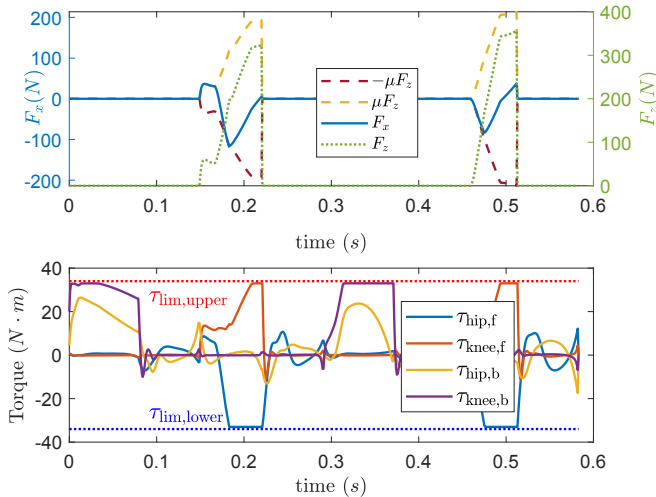 200
100
0
-100
-200
F_x (N)
400
300
200
100
0
F_z (N)
−μF_z
μF_z
F_x
F_z
0 0.1 0.2 0.3 0.4 0.5 0.6
time (s)
40
20
0
-20
-40
Torque (N · m)
τ_lim,upper
τ_lim,lower
τ_hip,f
τ_knee,f
τ_hip,b
τ_knee,b
0 0.1 0.2 0.3 0.4 0.5 0.6
time (s)